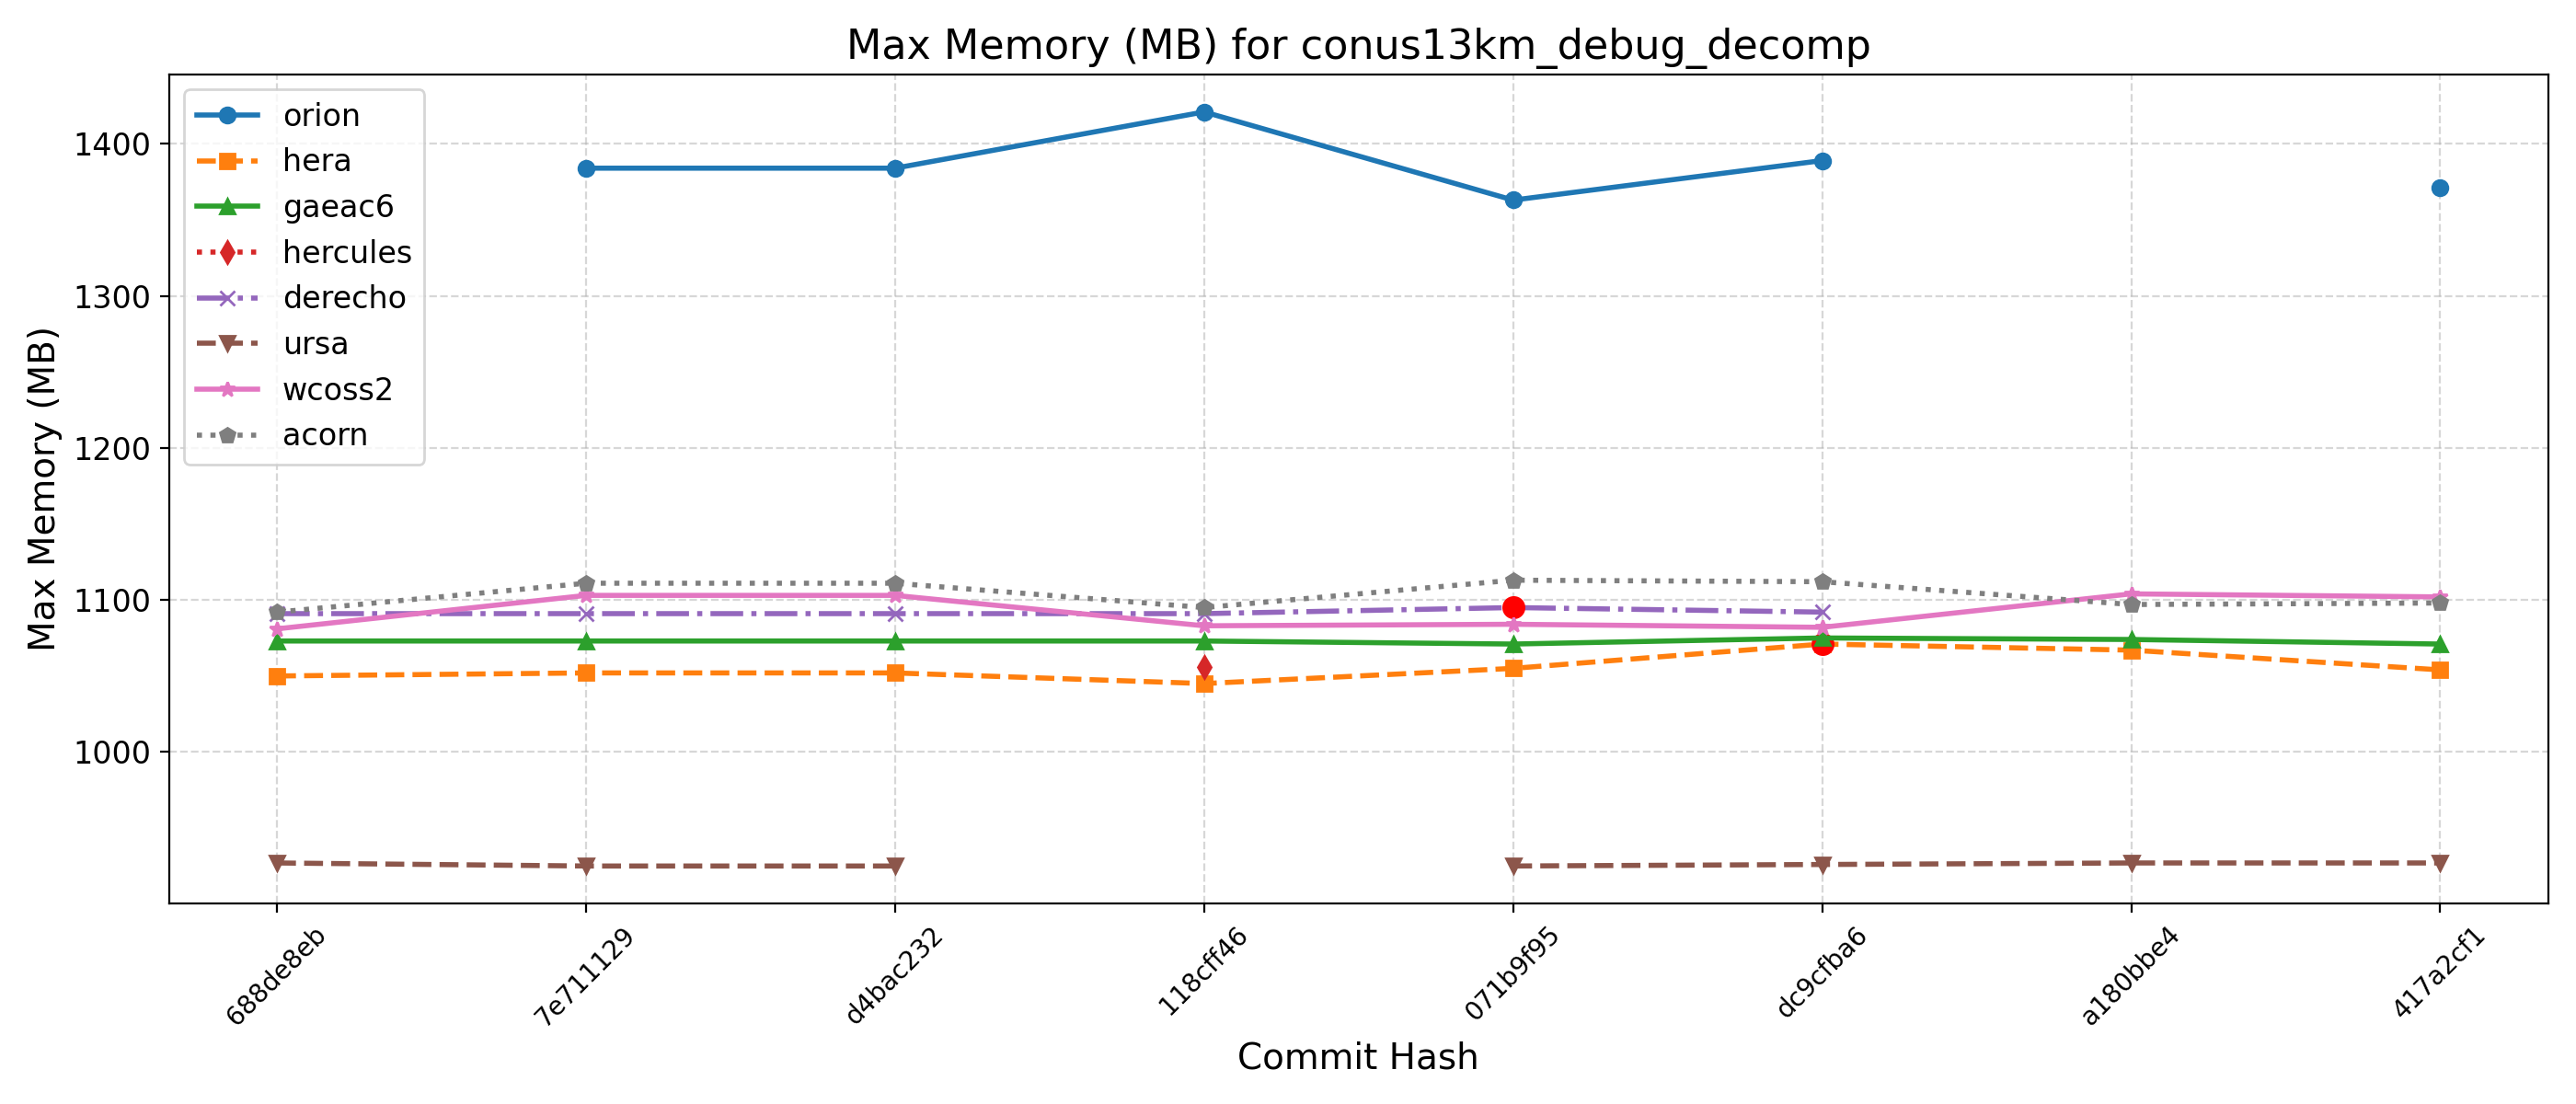 Max Memory (MB) for conus13km_debug_decomp
orion
hera
gaeac6
hercules
derecho
ursa
wcoss2
acorn
Max Memory (MB)
1400
1300
1200
1100
1000
688de8eb
7e711129
d4bac232
118cff46
071b9f95
dc9cfba6
a180bbe4
417a2cf1
Commit Hash